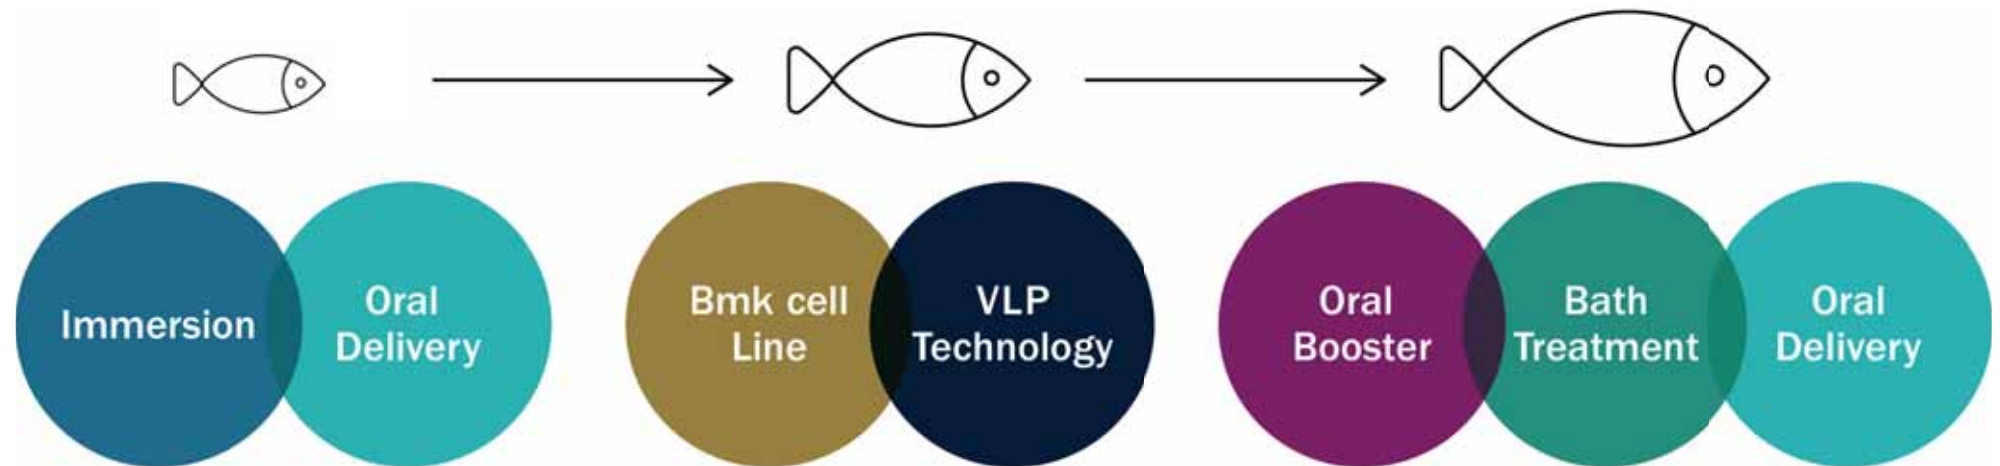 Immersion
Oral
Delivery
Bmk cell
Line
VLP
Technology
Oral
Booster
Bath
Treatment
Oral
Delivery